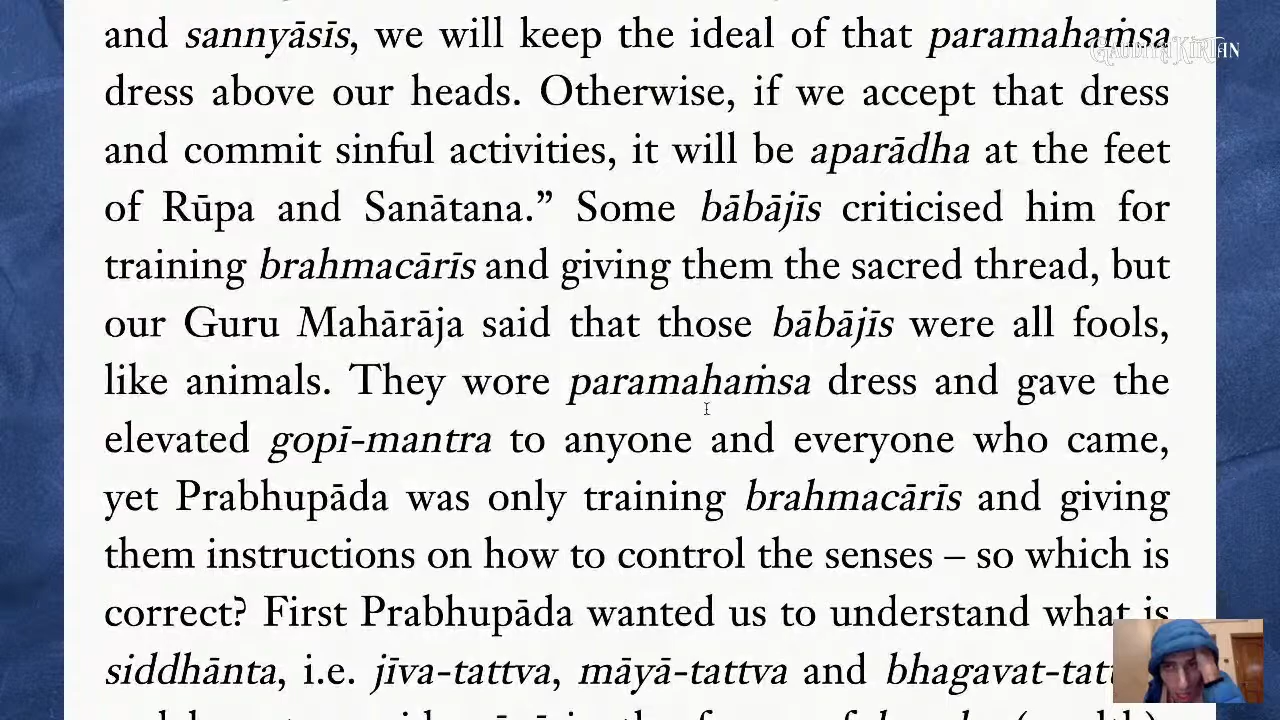 and sannyāsīs, we will keep the ideal of that paramahaṁsa
GAUDIYA KIRTAN
dress above our heads. Otherwise, if we accept that dress
and commit sinful activities, it will be aparādha at the feet
of Rūpa and Sanātana.” Some bābājīs criticised him for
training brahmacārīs and giving them the sacred thread, but
our Guru Mahārāja said that those bābājīs were all fools,
like animals. They wore paramahaṁsa dress and gave the
elevated gopī-mantra to anyone and everyone who came,
yet Prabhupāda was only training brahmacārīs and giving
them instructions on how to control the senses – so which is
correct? First Prabhupāda wanted us to understand what is
siddhānta, i.e. jīva-tattva, māyā-tattva and